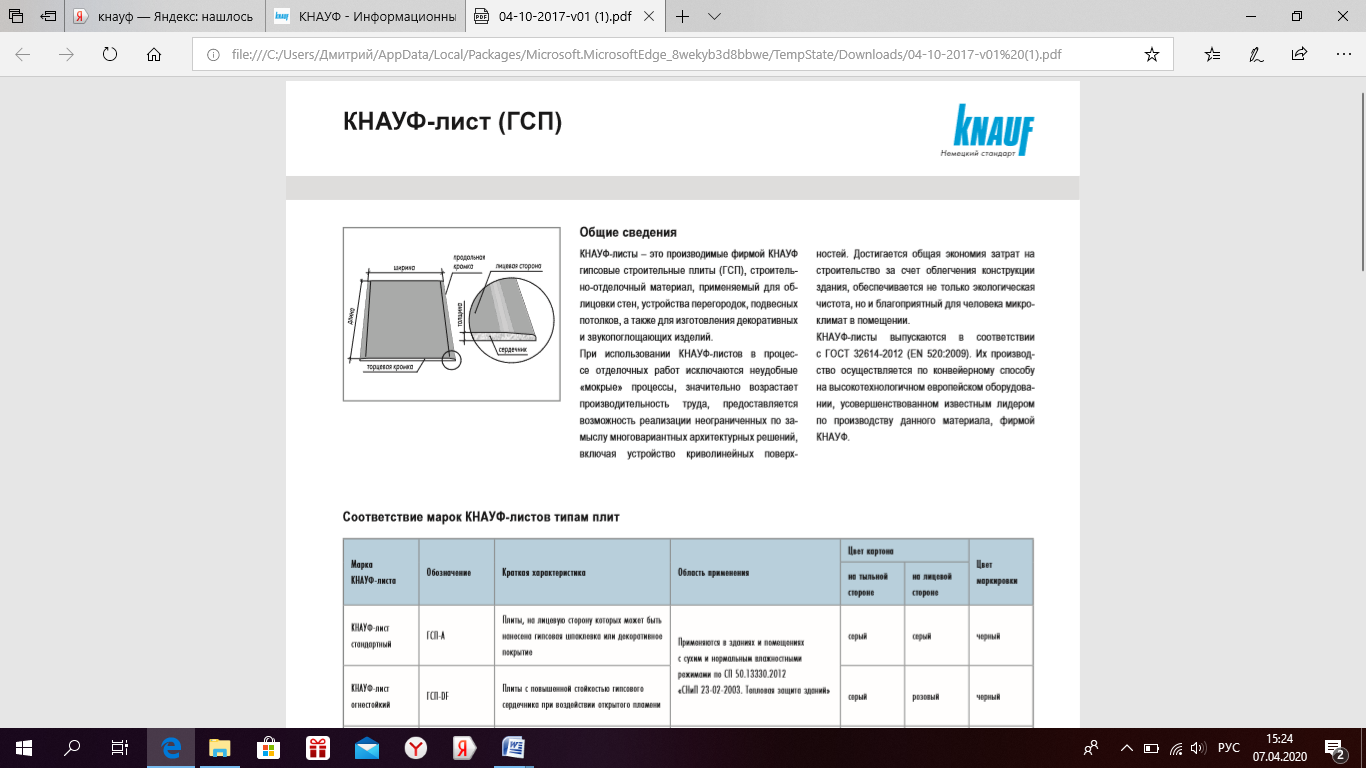 кнауф — Яндекс: нашлось
КНАУФ - Информационны
04-10-2017-v01 (1).pdf
file:///C:/Users/Дмитрий/AppData/Local/Packages/Microsoft.MicrosoftEdge_8wekyb3d8bbwe/TempState/Downloads/04-10-2017-v01%20(1).pdf
КНАУФ-лист (ГСП)
KNAUF
Немецкий стандарт
ширина
продольная
кромка
лицевая сторона
длина
толщина
сердечник
торцевая кромка
Общие сведения
КНАУФ-листы – это производимые фирмой КНАУФ
гипсовые строительные плиты (ГСП), строитель-
но-отделочный материал, применяемый для об-
лицовки стен, устройства перегородок, подвесных
потолков, а также для изготовления декоративных
и звукопоглощающих изделий.
При использовании КНАУФ-листов в процес-
се отделочных работ исключаются неудобные
«мокрые» процессы, значительно возрастает
производительность труда, предоставляется
возможность реализации неограниченных по за-
мыслу многовариантных архитектурных решений,
включая устройство криволинейных поверх-
ностей. Достигается общая экономия затрат на
строительство за счет облегчения конструкции
здания, обеспечивается не только экологическая
чистота, но и благоприятный для человека микро-
климат в помещении.
КНАУФ-листы выпускаются в соответствии
с ГОСТ 32614-2012 (EN 520:2009). Их производ-
ство осуществляется по конвейерному способу
на высокотехнологичном европейском оборудова-
нии, усовершенствованном известным лидером
по производству данного материала, фирмой
КНАУФ.
Соответствие марок КНАУФ-листов типам плит
Марка
КНАУФ-листа
Обозначение
Краткая характеристика
Область применения
Цвет картона
на тыльной
стороне
на лицевой
стороне
Цвет
маркировки
КНАУФ-лист
стандартный
ГСП-А
Плиты, на лицевую сторону которых может быть
нанесена гипсовая шпаклевка или декоративное
покрытие
Применяются в зданиях и помещениях
с сухим и нормальным влажностными
режимами по СП 50.13330.2012
«СНиП 23-02-2003. Тепловая защита зданий»
серый
серый
черный
КНАУФ-лист
огнестойкий
ГСП-DF
Плиты с повышенной стойкостью гипсового
сердечника при воздействии открытого пламени
серый
розовый
черный
РУС
15:24
07.04.2020
2